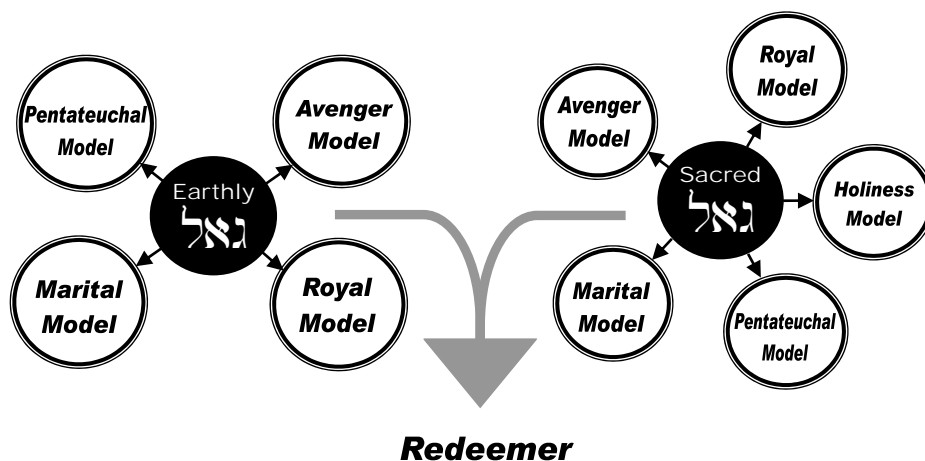 Pentateuchal
Model
Avenger
Model
Earthly
גאל
Marital
Model
Royal
Model
Avenger
Model
Royal
Model
Sacred
גאל
Holiness
Model
Marital
Model
Pentateuchal
Model
Redeemer